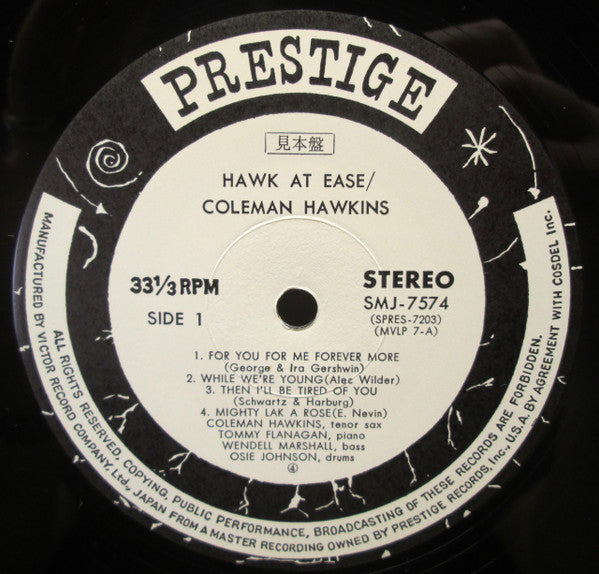 PRESTIGE
見本盤
HAWK AT EASE/
COLEMAN HAWKINS
33 1/3 RPM
SIDE 1
STEREO
SMJ-7574
(SPRES-7203)
(MVLP 7-A)
1. FOR YOU FOR ME FOREVER MORE
(George & Ira Gershwin)
2. WHILE WE'RE YOUNG(Alec Wilder)
3. THEN I'LL BE TIRED OF YOU
(Schwartz & Harburg)
4. MIGHTY LAK A ROSE(E. Nevin)
COLEMAN HAWKINS, tenor sax
TOMMY FLANAGAN, piano
WENDELL MARSHALL, bass
OSIE JOHNSON, drums
④
ALL RIGHTS RESERVED, COPYING, PUBLIC PERFORMANCE, BROADCASTING OF THESE RECORDS ARE FORBIDDEN.
MANUFACTURED BY VICTOR RECORD COMPANY, Ltd., JAPAN FROM A MASTER RECORDING OWNED BY PRESTIGE RECORDS, Inc., U.S.A. BY AGREEMENT WITH COSDEL Inc.